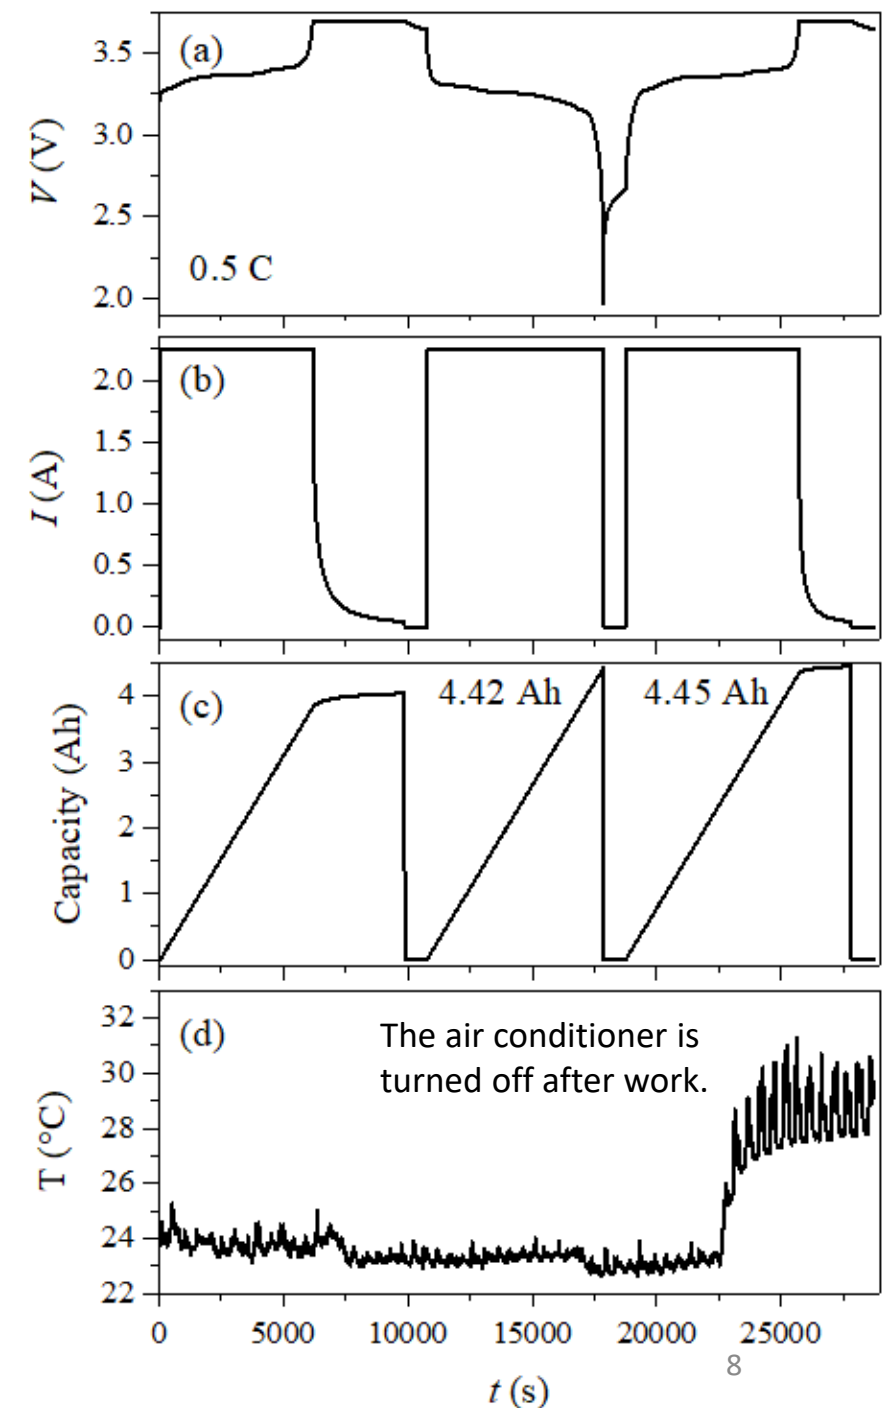 (a)
3.5
3.0
2.5
2.0
V (V)
0.5 C
(b)
2.0
1.5
1.0
0.5
0.0
I (A)
(c)
4.42 Ah
4.45 Ah
4
3
2
1
0
Capacity (Ah)
(d)
The air conditioner is
turned off after work.
32
30
28
26
24
22
T (°C)
0 5000 10000 15000 20000 25000
8
t (s)